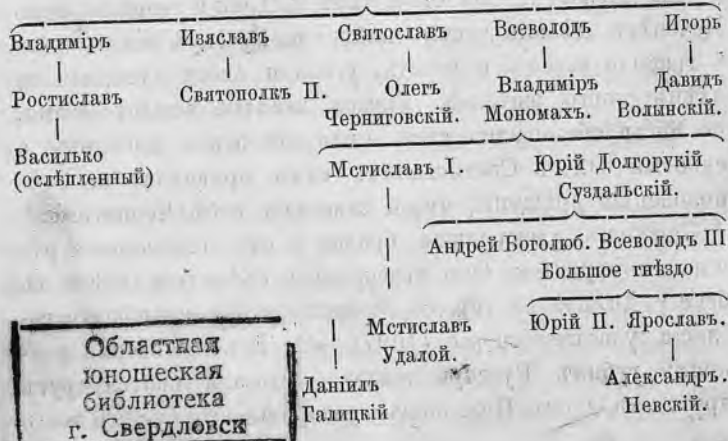 Владиміръ Изяславъ Святославъ Всеволодъ Игорь
Ростиславъ Святополкъ II. Олегъ Владиміръ Давидъ
Черниговскій. Мономахъ. Волынскій.
Василько
(ослѣпленный)
Мстиславъ I. Юрій Долгорукій
Суздальскій.
Андрей Боголюб. Всеволодъ III
Большое гнѣздо
Мстиславъ Юрій II. Ярославъ.
Удалой.
Даніилъ Александръ.
Галицкій Невскій.
Областная
юношеская
библиотека
г. Свердловск